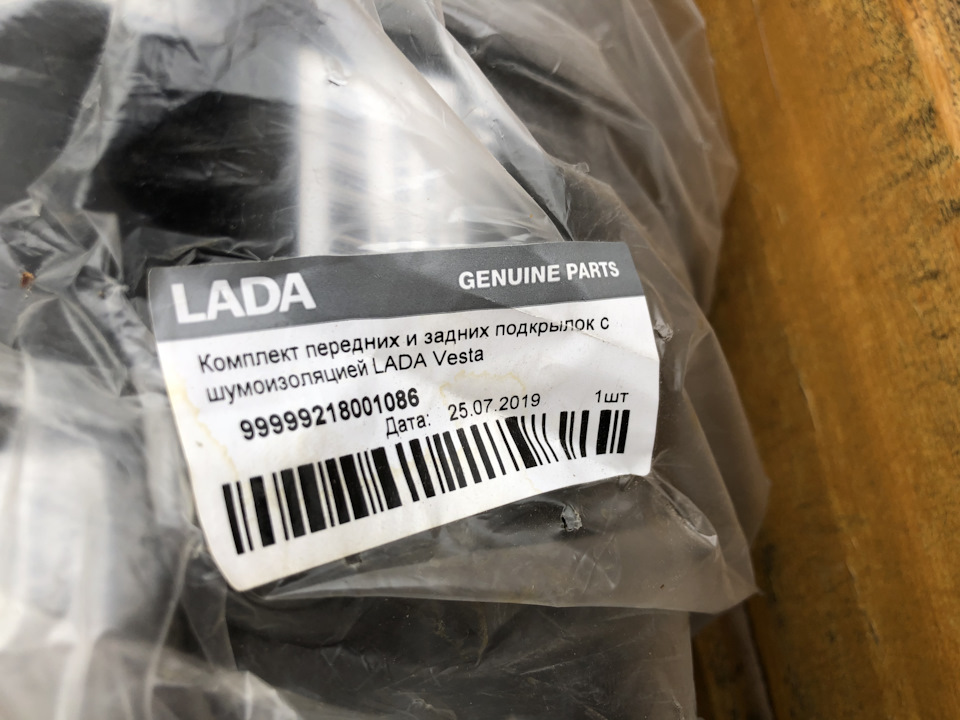 LADA GENUINE PARTS
Комплект передних и задних подкрылок с
шумоизоляцией LADA Vesta
99999218001086
Дата: 25.07.2019 1шт